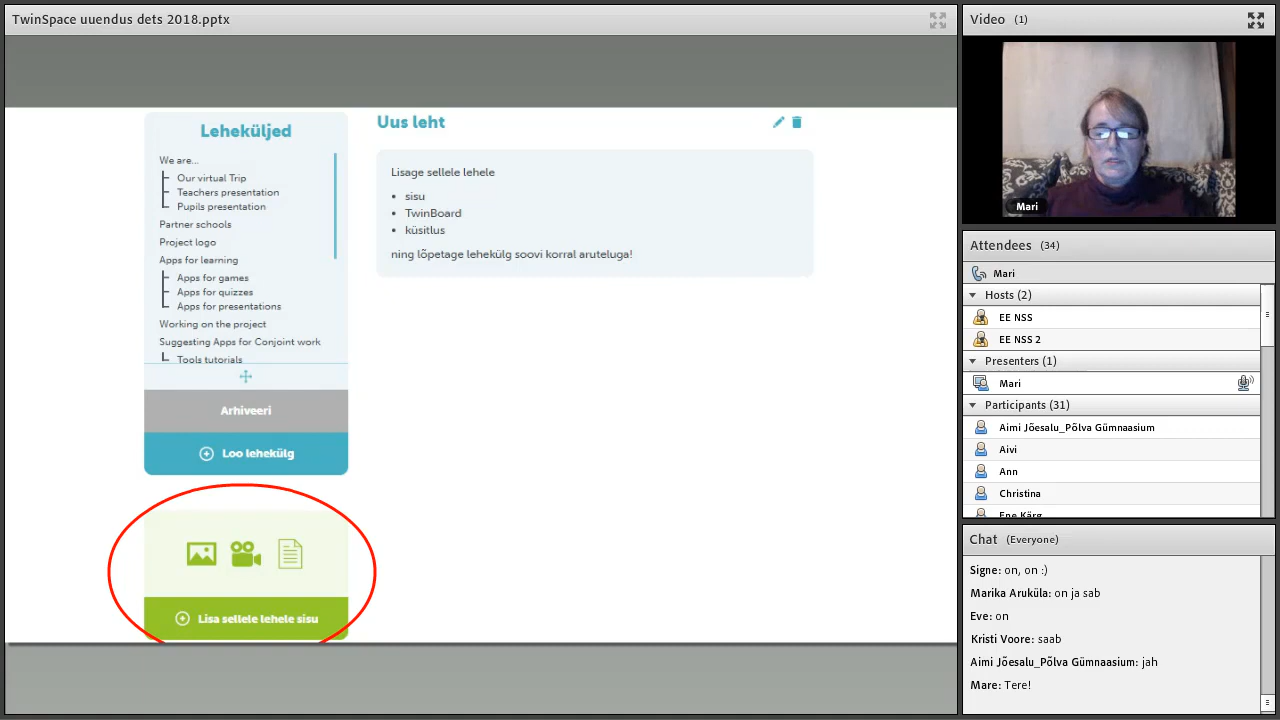 TwinSpace uuendus dets 2018.pptx
Leheküljed
We are...
Our virtual Trip
Teachers presentation
Pupils presentation
Partner schools
Project logo
Apps for learning
Apps for games
Apps for quizzes
Apps for presentations
Working on the project
Suggesting Apps for Conjoint work
Tools tutorials
Arhiveeri
Loo lehekülg
Lisa sellele lehele sisu
Uus leht
Lisage sellele lehele
• sisu
• TwinBoard
• küsitlus
ning lõpetage lehekülg soovi korral aruteluga!
Video (1)
Mari
Attendees (34)
Mari
Hosts (2)
EE NSS
EE NSS 2
Presenters (1)
Mari
Participants (31)
Aimi Jõesalu_Põlva Gümnaasium
Aivi
Ann
Christina
Ene Kärg
Chat (Everyone)
Signe: on, on :)
Marika Aruküla: on ja sab
Eve: on
Kristi Voore: saab
Aimi Jõesalu_Põlva Gümnaasium: jah
Mare: Tere!